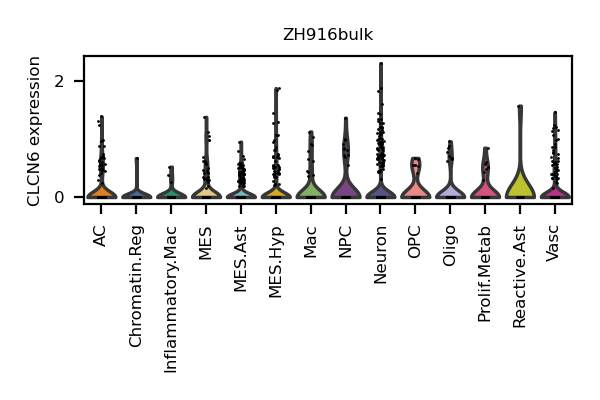 ZH916bulk
CLCN6 expression
2
0
AC
Chromatin.Reg
Inflammatory.Mac
MES
MES.Ast
MES.Hyp
Mac
NPC
Neuron
OPC
Oligo
Prolif.Metab
Reactive.Ast
Vasc